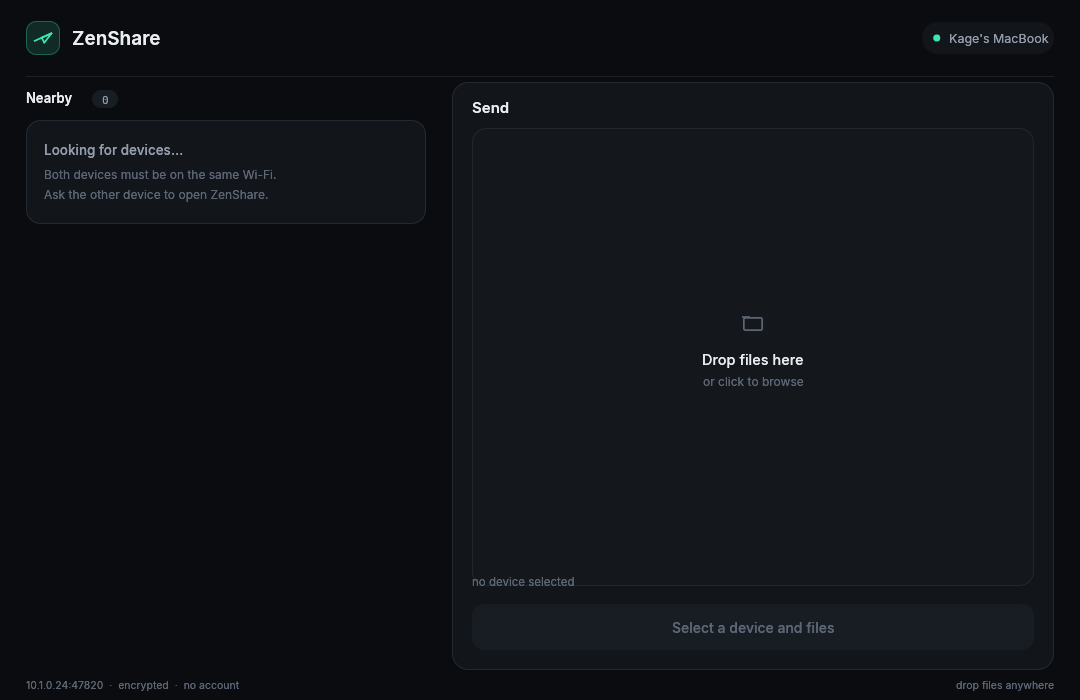 ZenShare
Kage's MacBook
Nearby 0
Looking for devices...
Both devices must be on the same Wi-Fi.
Ask the other device to open ZenShare.
Send
Drop files here
or click to browse
no device selected
Select a device and files
10.1.0.24:47820 · encrypted · no account
drop files anywhere